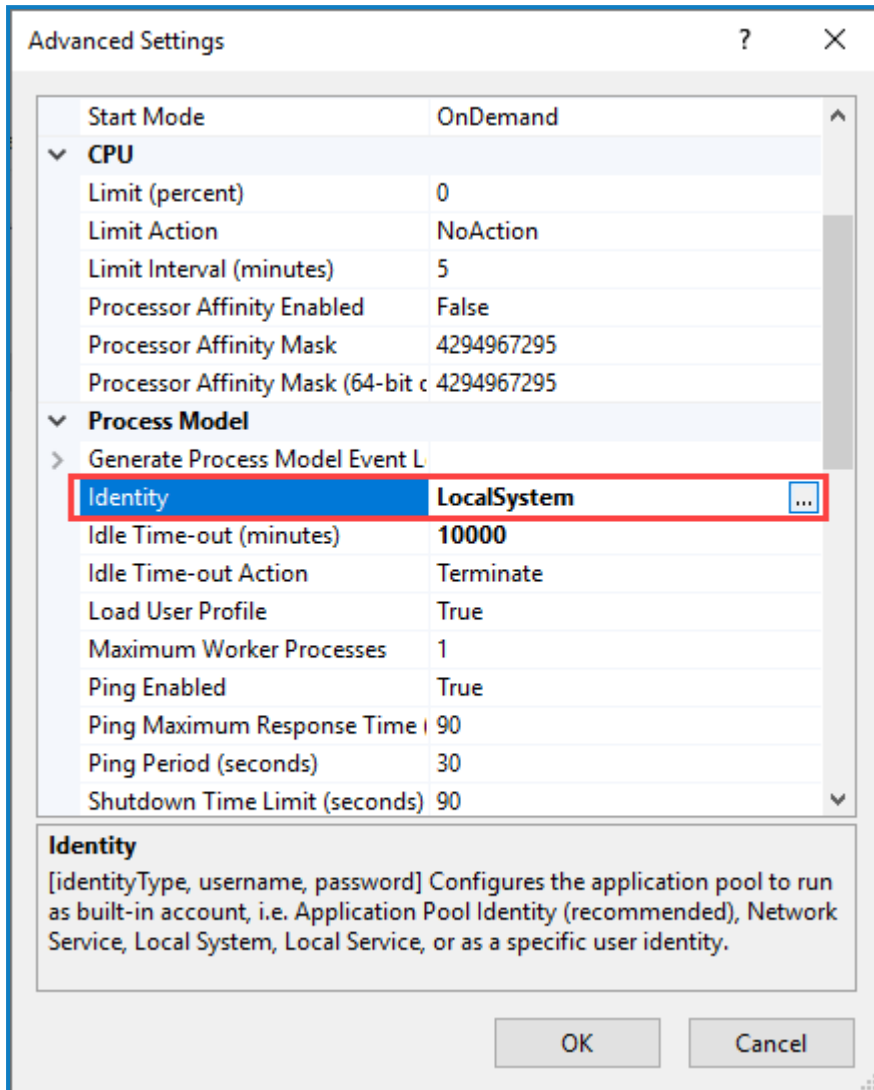 Advanced Settings ?
Start Mode OnDemand
CPU
Limit (percent) 0
Limit Action NoAction
Limit Interval (minutes) 5
Processor Affinity Enabled False
Processor Affinity Mask 4294967295
Processor Affinity Mask (64-bit c 4294967295
Process Model
Generate Process Model Event L
Identity LocalSystem ...
Idle Time-out (minutes) 10000
Idle Time-out Action Terminate
Load User Profile True
Maximum Worker Processes 1
Ping Enabled True
Ping Maximum Response Time ( 90
Ping Period (seconds) 30
Shutdown Time Limit (seconds) 90
Identity
[identityType, username, password] Configures the application pool to run
as built-in account, i.e. Application Pool Identity (recommended), Network
Service, Local System, Local Service, or as a specific user identity.
OK Cancel